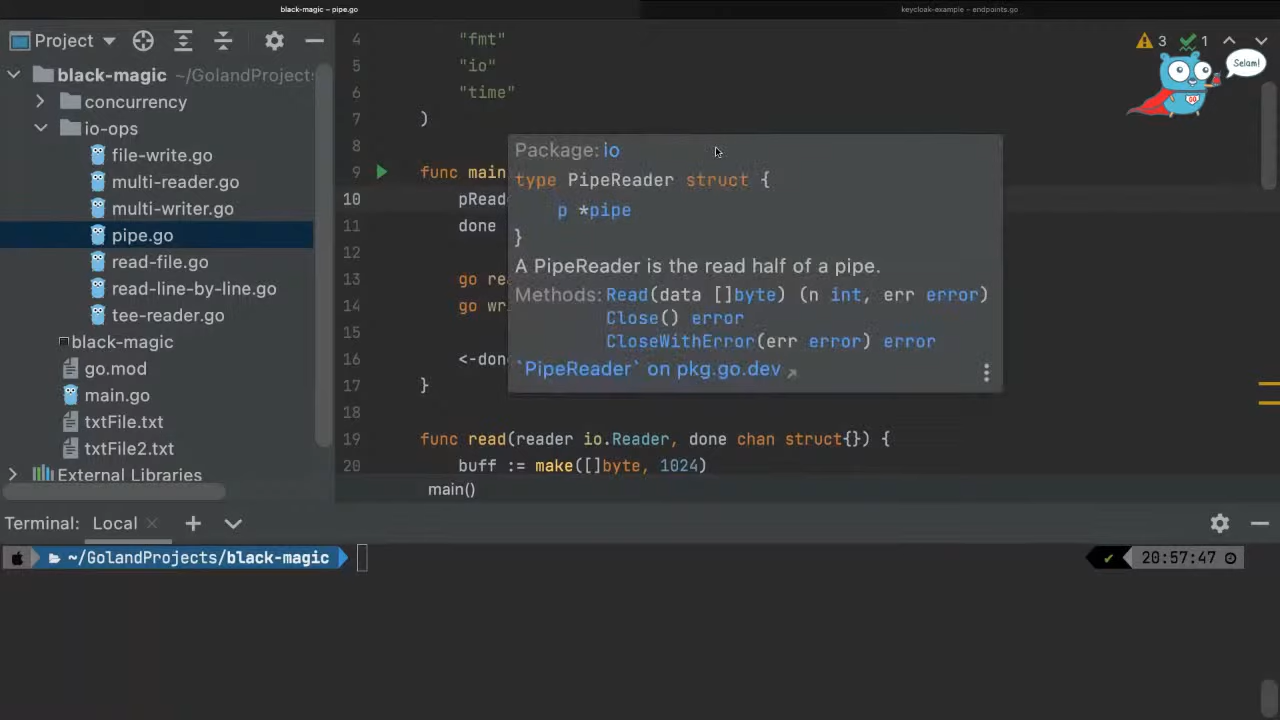 black-magic – pipe.go
keycloak-example – endpoints.go
Project
black-magic ~/GolandProjects
concurrency
io-ops
file-write.go
multi-reader.go
multi-writer.go
pipe.go
read-file.go
read-line-by-line.go
tee-reader.go
black-magic
go.mod
main.go
txtFile.txt
txtFile2.txt
External Libraries
3 1
Selam!
GO
4 "fmt"
5 "io"
6 "time"
7 )
8
9 func main
10 pRead
11 done
12
13 go re
14 go wr
15
16 <-don
17 }
18
19 func read(reader io.Reader, done chan struct{}) {
20 buff := make([]byte, 1024)
main()
Package: io
type PipeReader struct {
p *pipe
}
A PipeReader is the read half of a pipe.
Methods: Read(data []byte) (n int, err error)
Close() error
CloseWithError(err error) error
`PipeReader` on pkg.go.dev
Terminal: Local
~/GolandProjects/black-magic
20:57:47